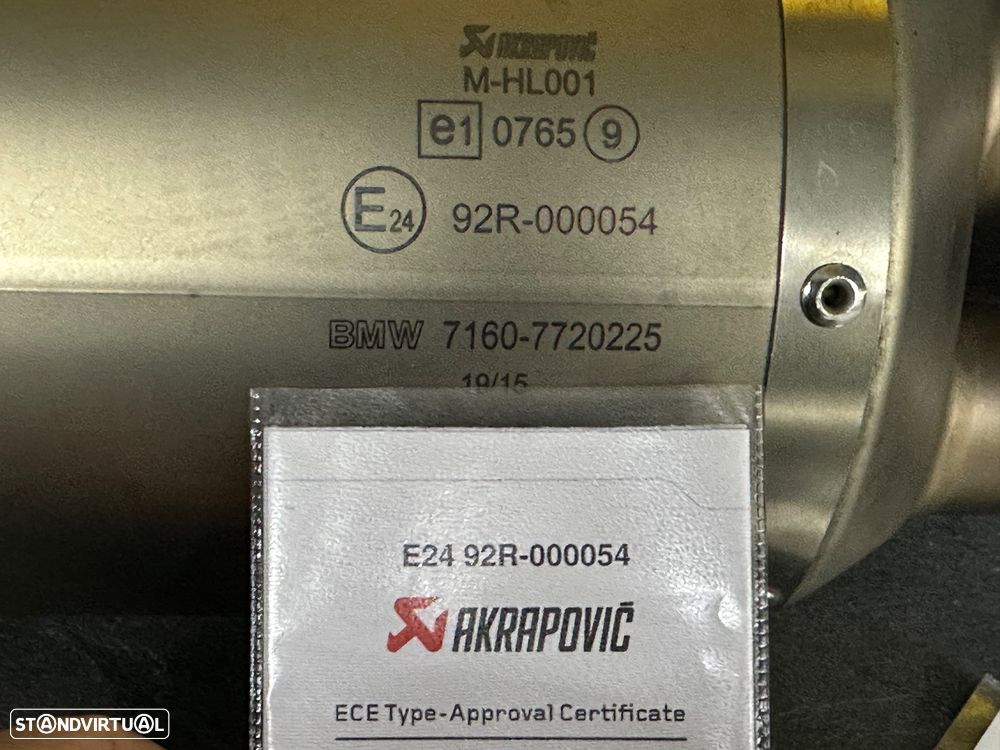 AKRAPOVIČ
M-HL001
e1 0765 9
E24 92R-000054
BMW 7160-7720225
19/15
E24 92R-000054
AKRAPOVIČ
ECE Type-Approval Certificate
STANDVIRTUAL